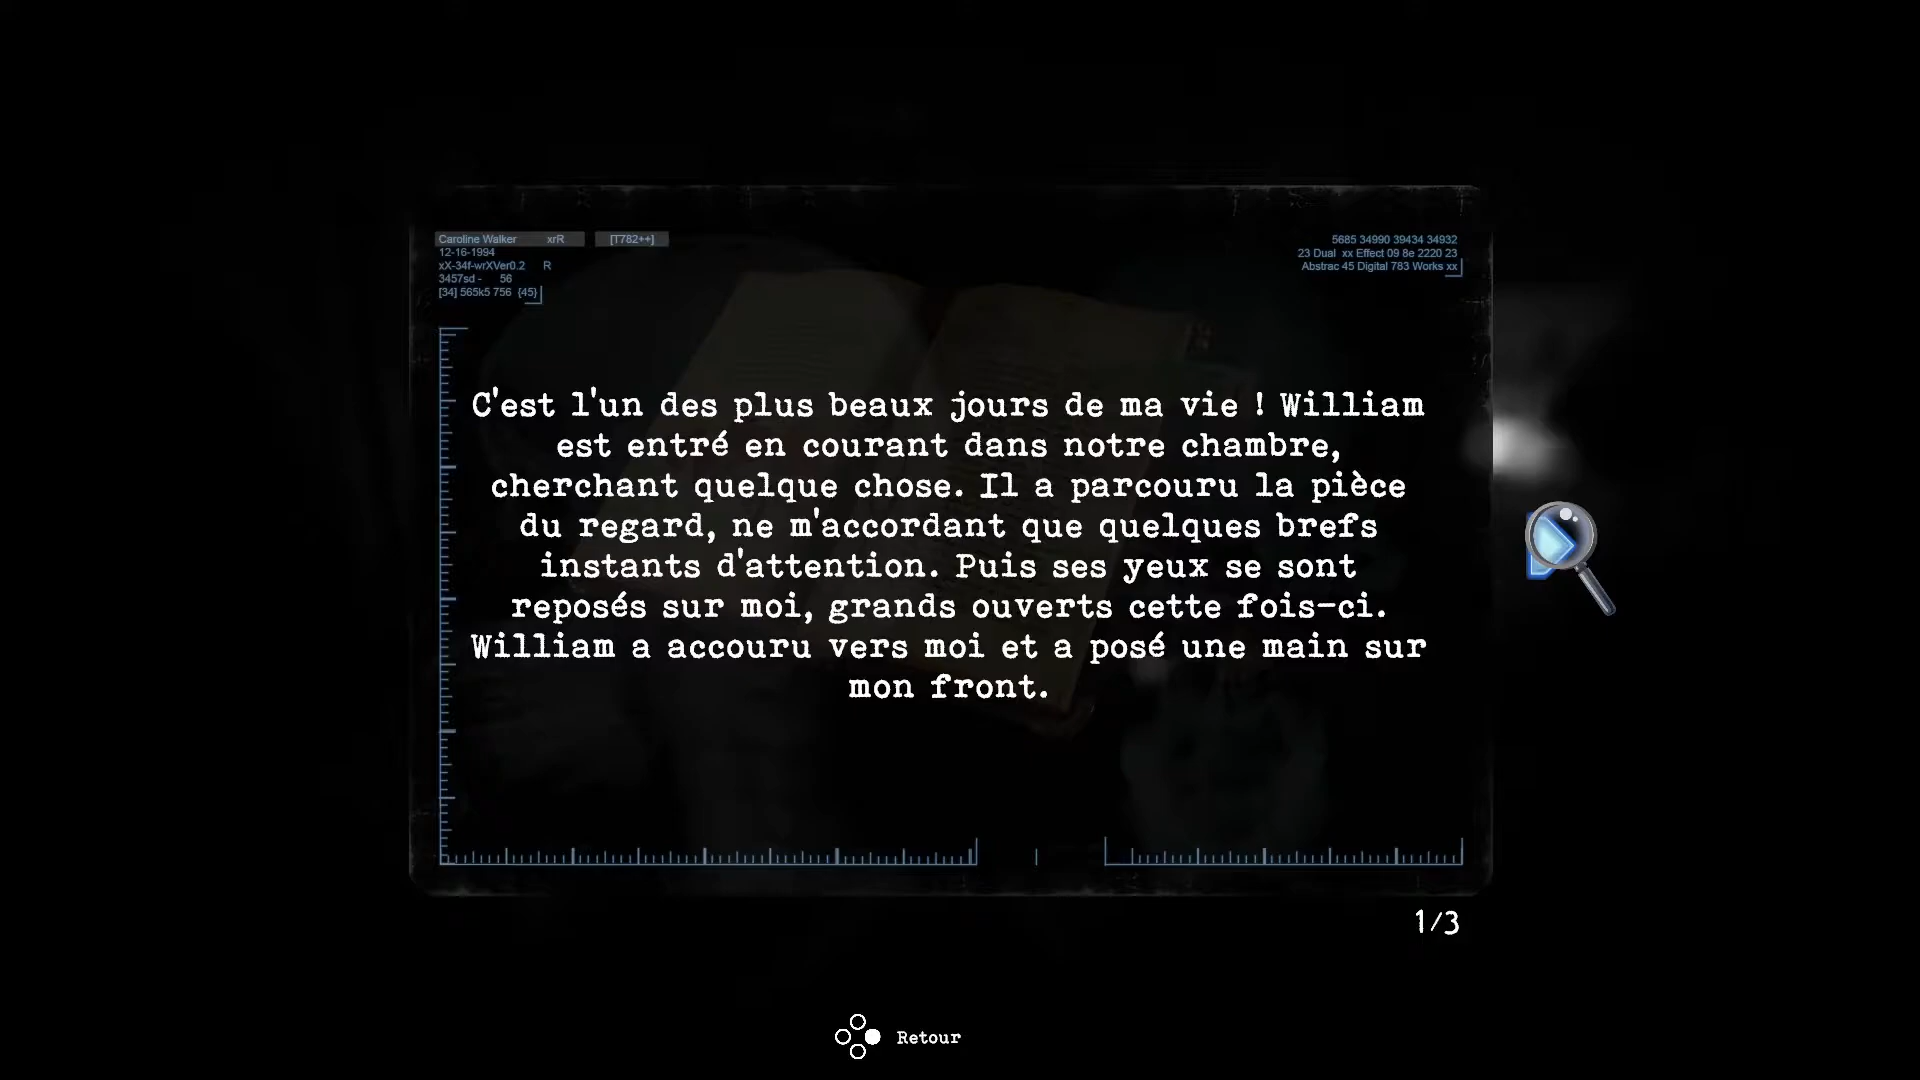 Caroline Walker xrR [T782++]
12-16-1994
xX-34f-wrXVer0.2 R
3457sd - 56
[34] 565k5 756 {45}
5685 34990 39434 34932
23 Dual xx Effect 09 8e 2220 23
Abstrac 45 Digital 783 Works xx
C'est l'un des plus beaux jours de ma vie ! William
est entré en courant dans notre chambre,
cherchant quelque chose. Il a parcouru la pièce
du regard, ne m'accordant que quelques brefs
instants d'attention. Puis ses yeux se sont
reposés sur moi, grands ouverts cette fois-ci.
William a accouru vers moi et a posé une main sur
mon front.
1/3
Retour